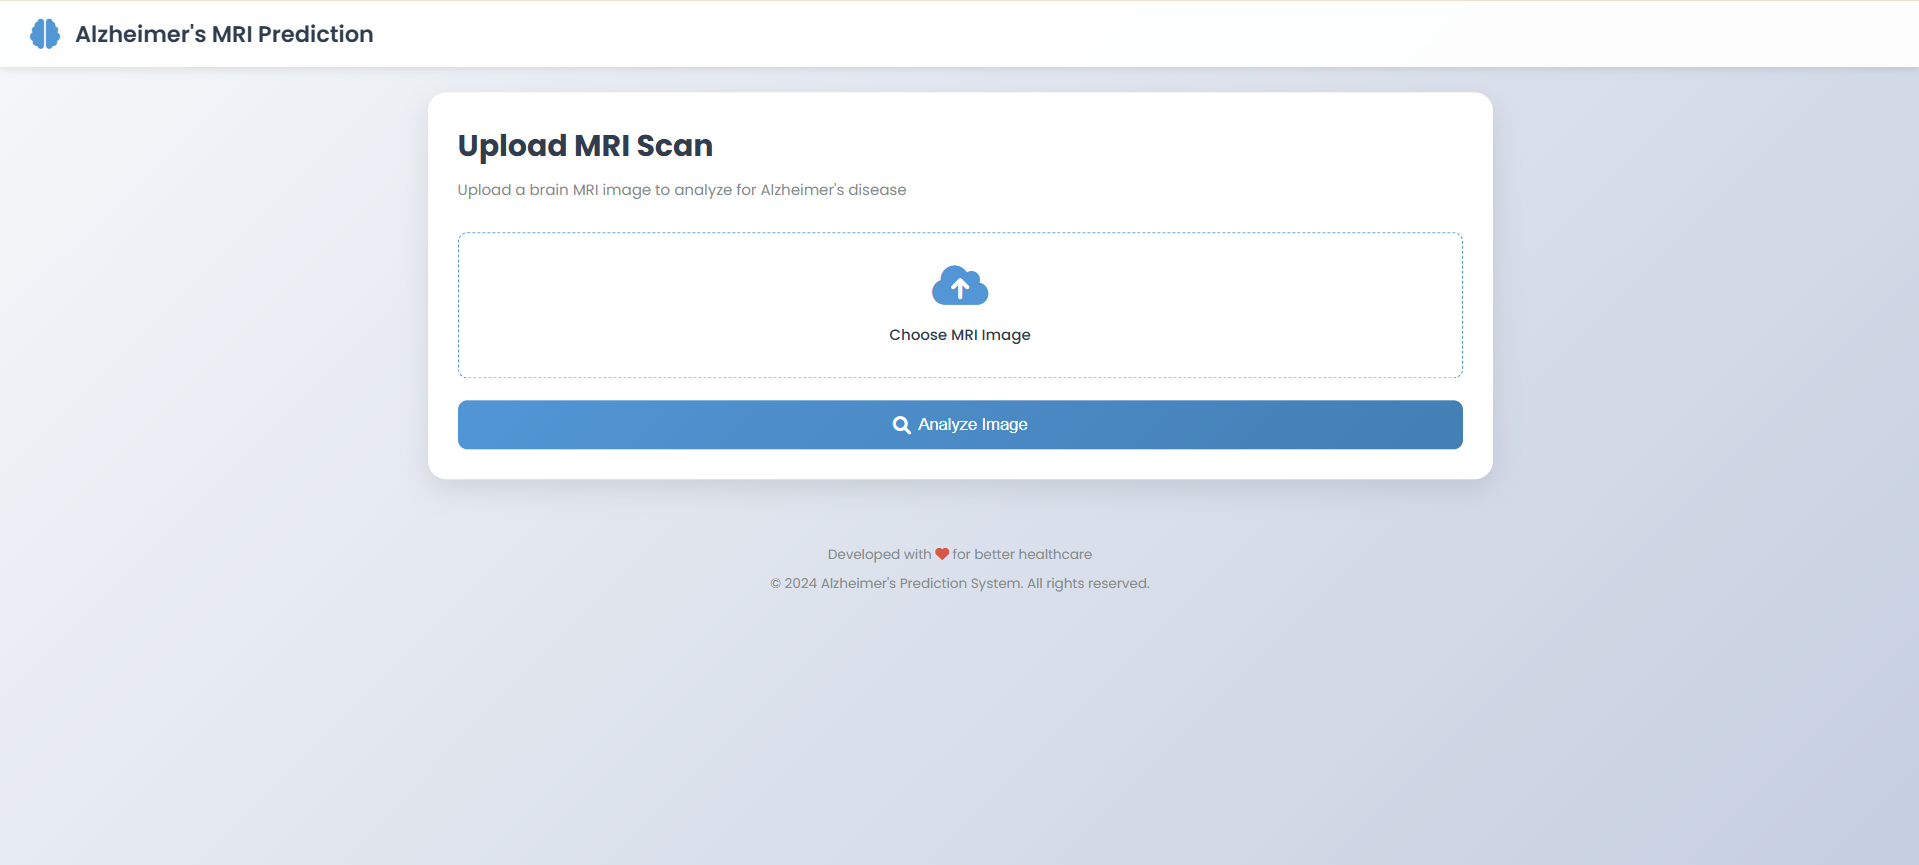 Alzheimer's MRI Prediction
Upload MRI Scan
Upload a brain MRI image to analyze for Alzheimer's disease
Choose MRI Image
Analyze Image
Developed with ❤ for better healthcare
© 2024 Alzheimer's Prediction System. All rights reserved.